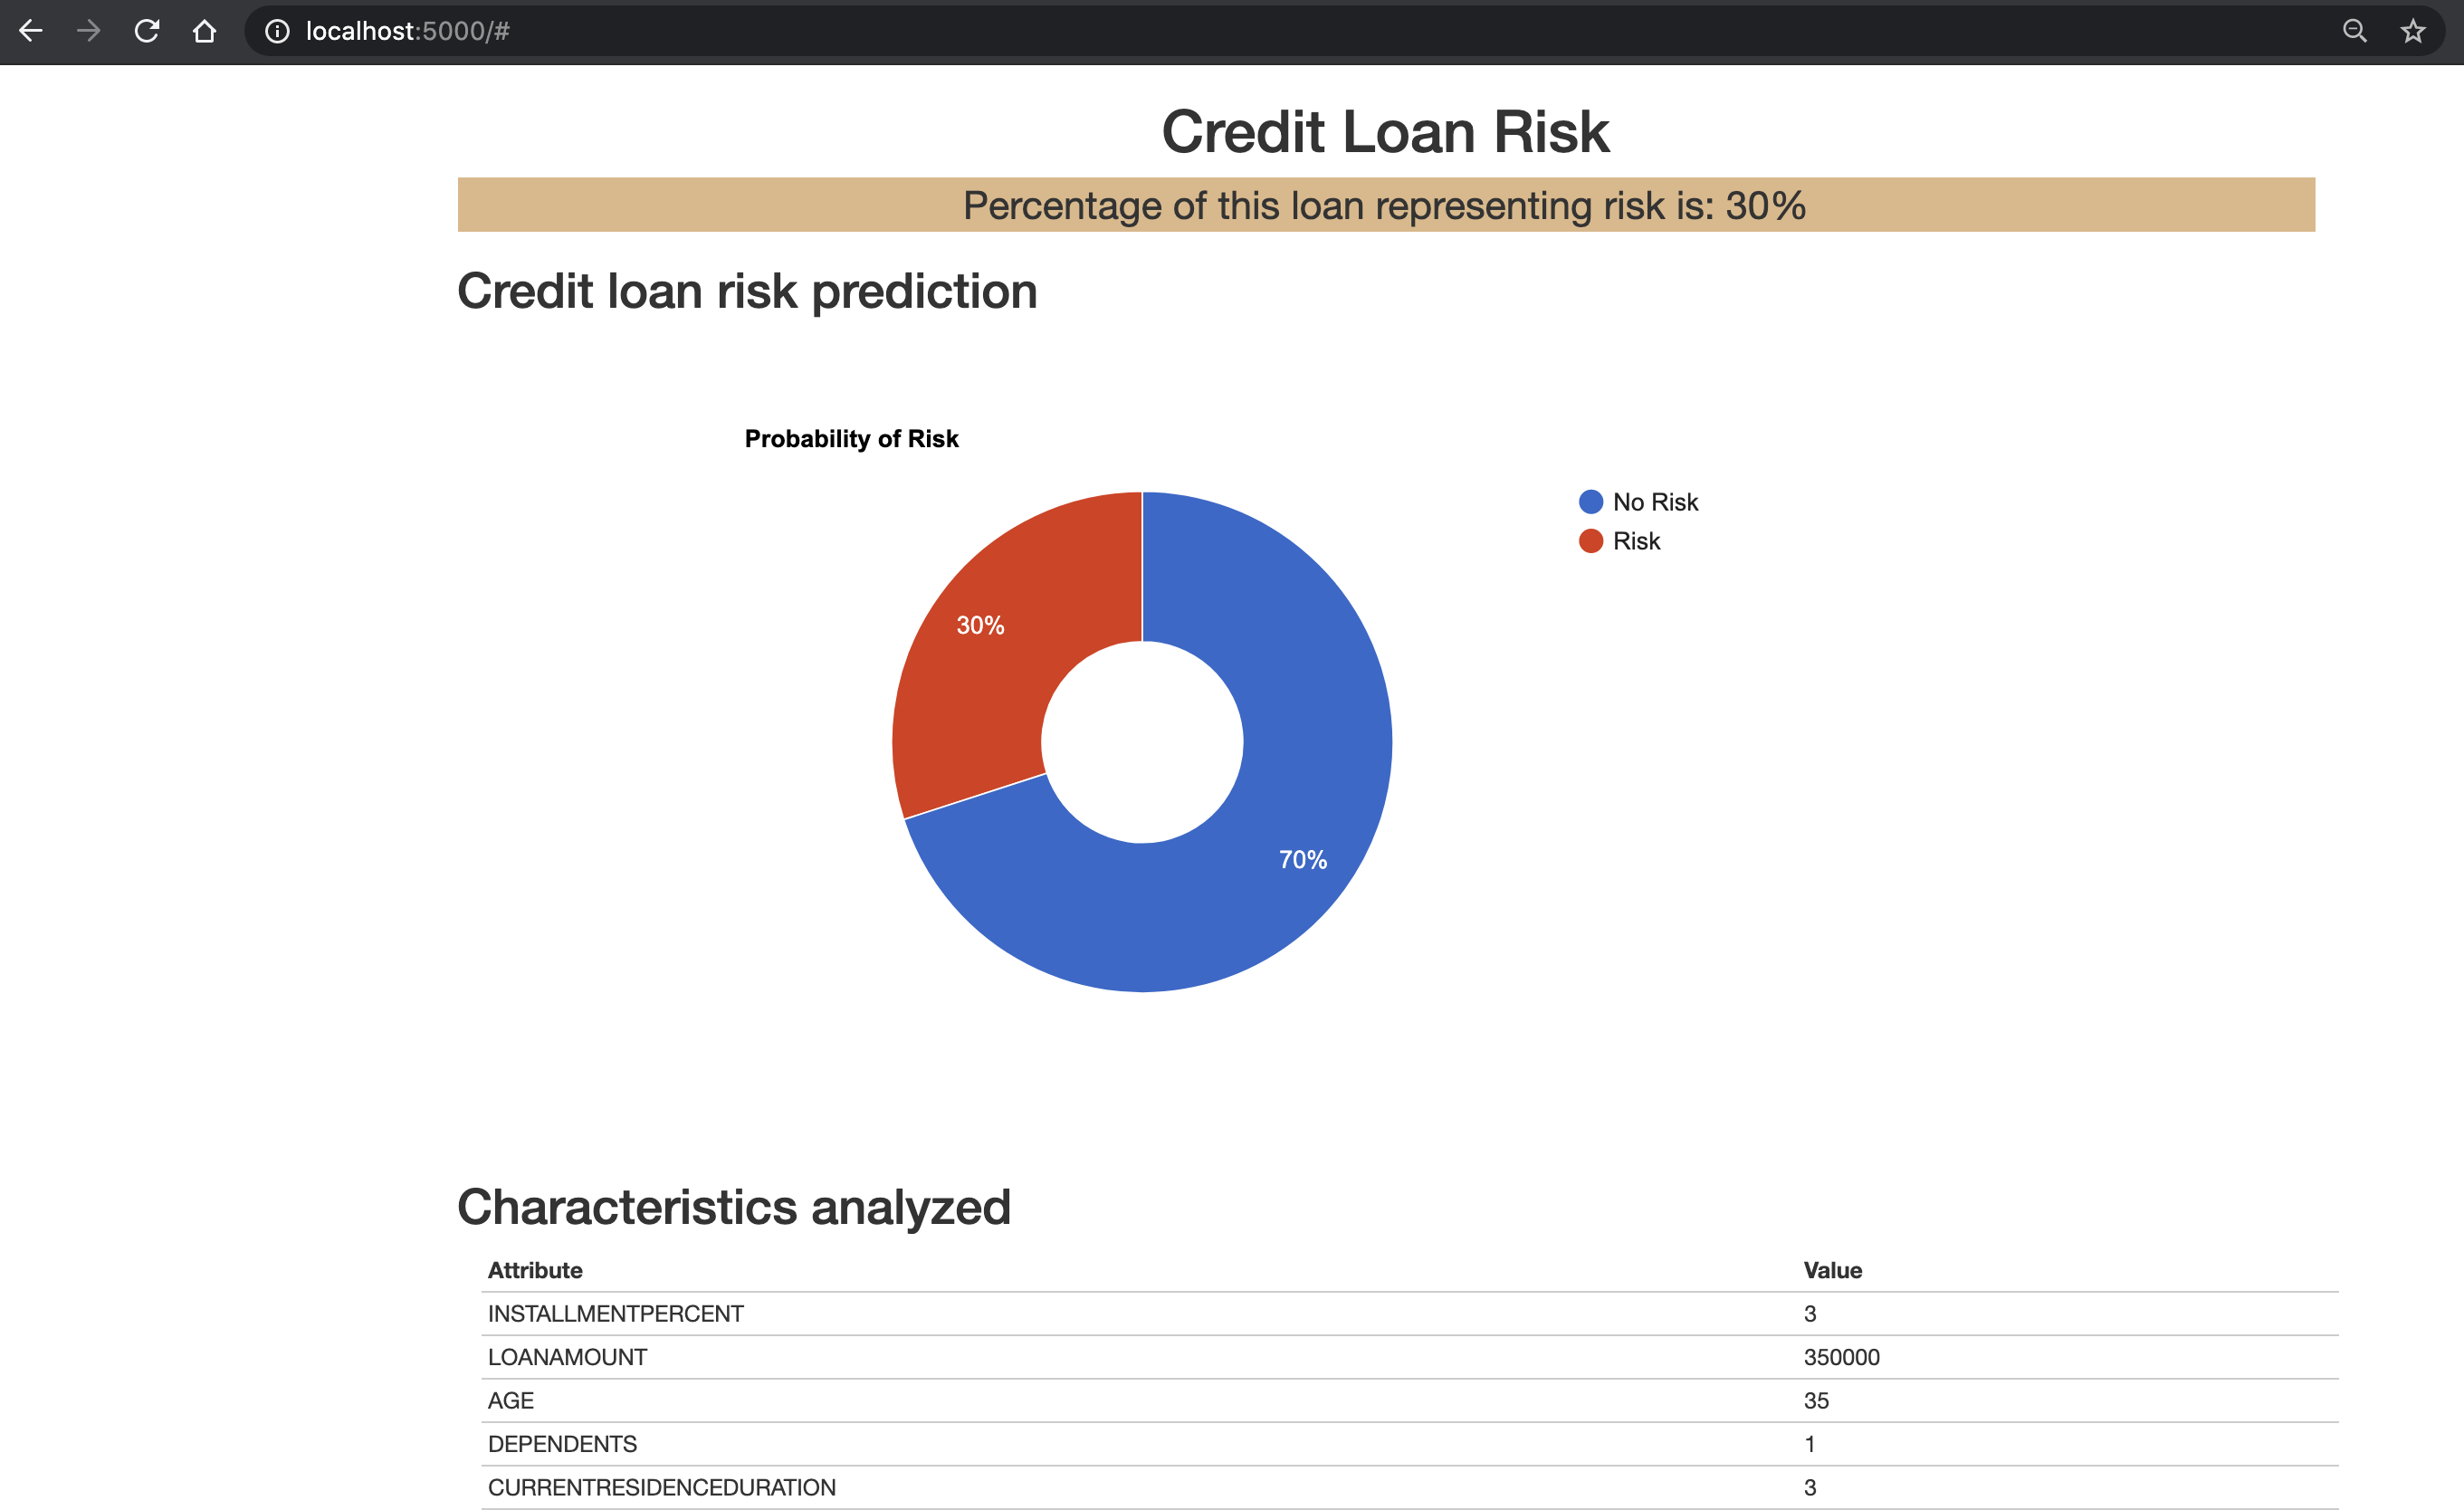 localhost:5000/#
Credit Loan Risk
Percentage of this loan representing risk is: 30%
Credit loan risk prediction
Probability of Risk
No Risk
Risk
30%
70%
Characteristics analyzed
Attribute Value
INSTALLMENTPERCENT 3
LOANAMOUNT 350000
AGE 35
DEPENDENTS 1
CURRENTRESIDENCEDURATION 3